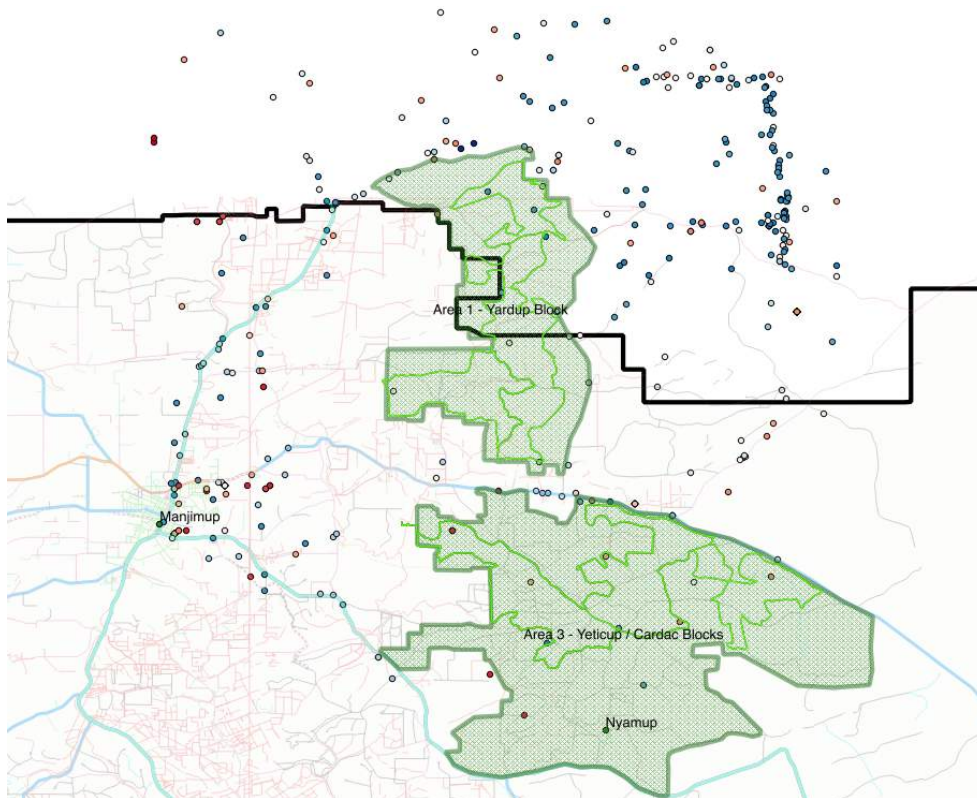 Area 1 - Yardup Block
Manjimup
Area 3 - Yeticup / Cardac Blocks
Nyamup